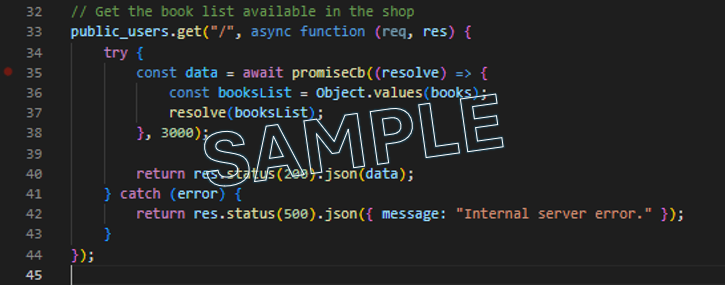 32 // Get the book list available in the shop
33 public_users.get("/", async function (req, res) {
34     try {
35         const data = await promiseCb((resolve) => {
36             const booksList = Object.values(books);
37             resolve(booksList);
38         }, 3000);
39
40         return res.status(200).json(data);
41     } catch (error) {
42         return res.status(500).json({ message: "Internal server error." });
43     }
44 });
45
SAMPLE